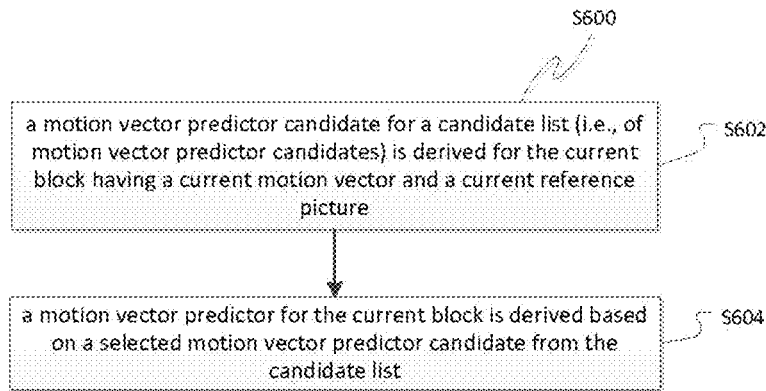 S600
a motion vector predictor candidate for a candidate list (i.e., of
motion vector predictor candidates) is derived for the current
block having a current motion vector and a current reference
picture
S602
a motion vector predictor for the current block is derived based
on a selected motion vector predictor candidate from the
candidate list
S604